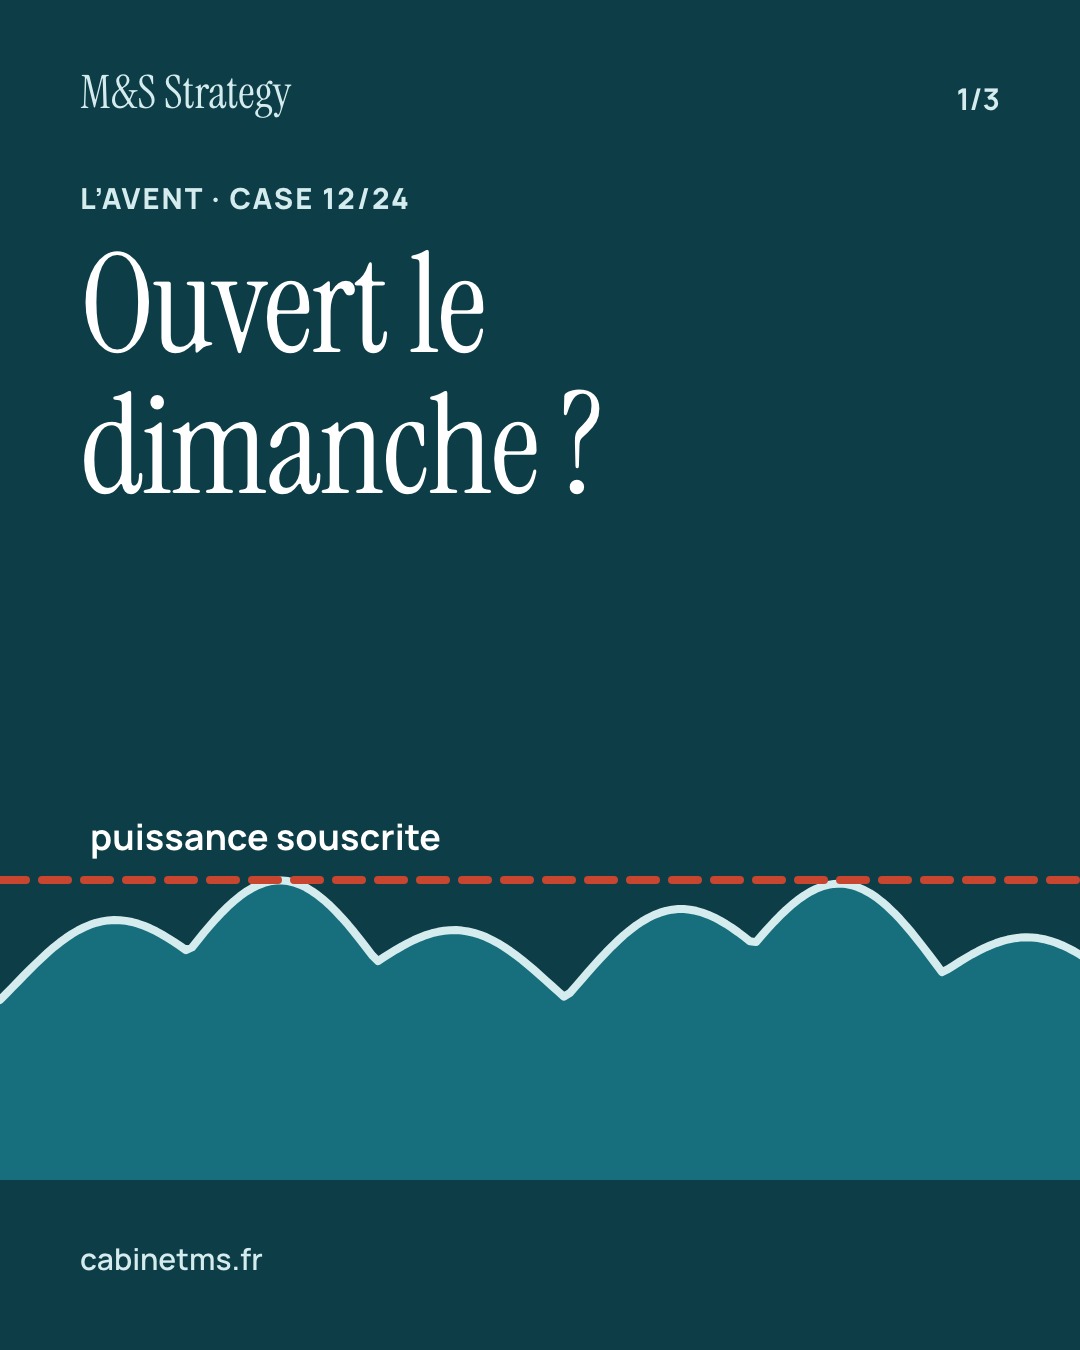 M&S Strategy
1/3
L’AVENT · CASE 12/24
Ouvert le
dimanche ?
puissance souscrite
cabinetms.fr